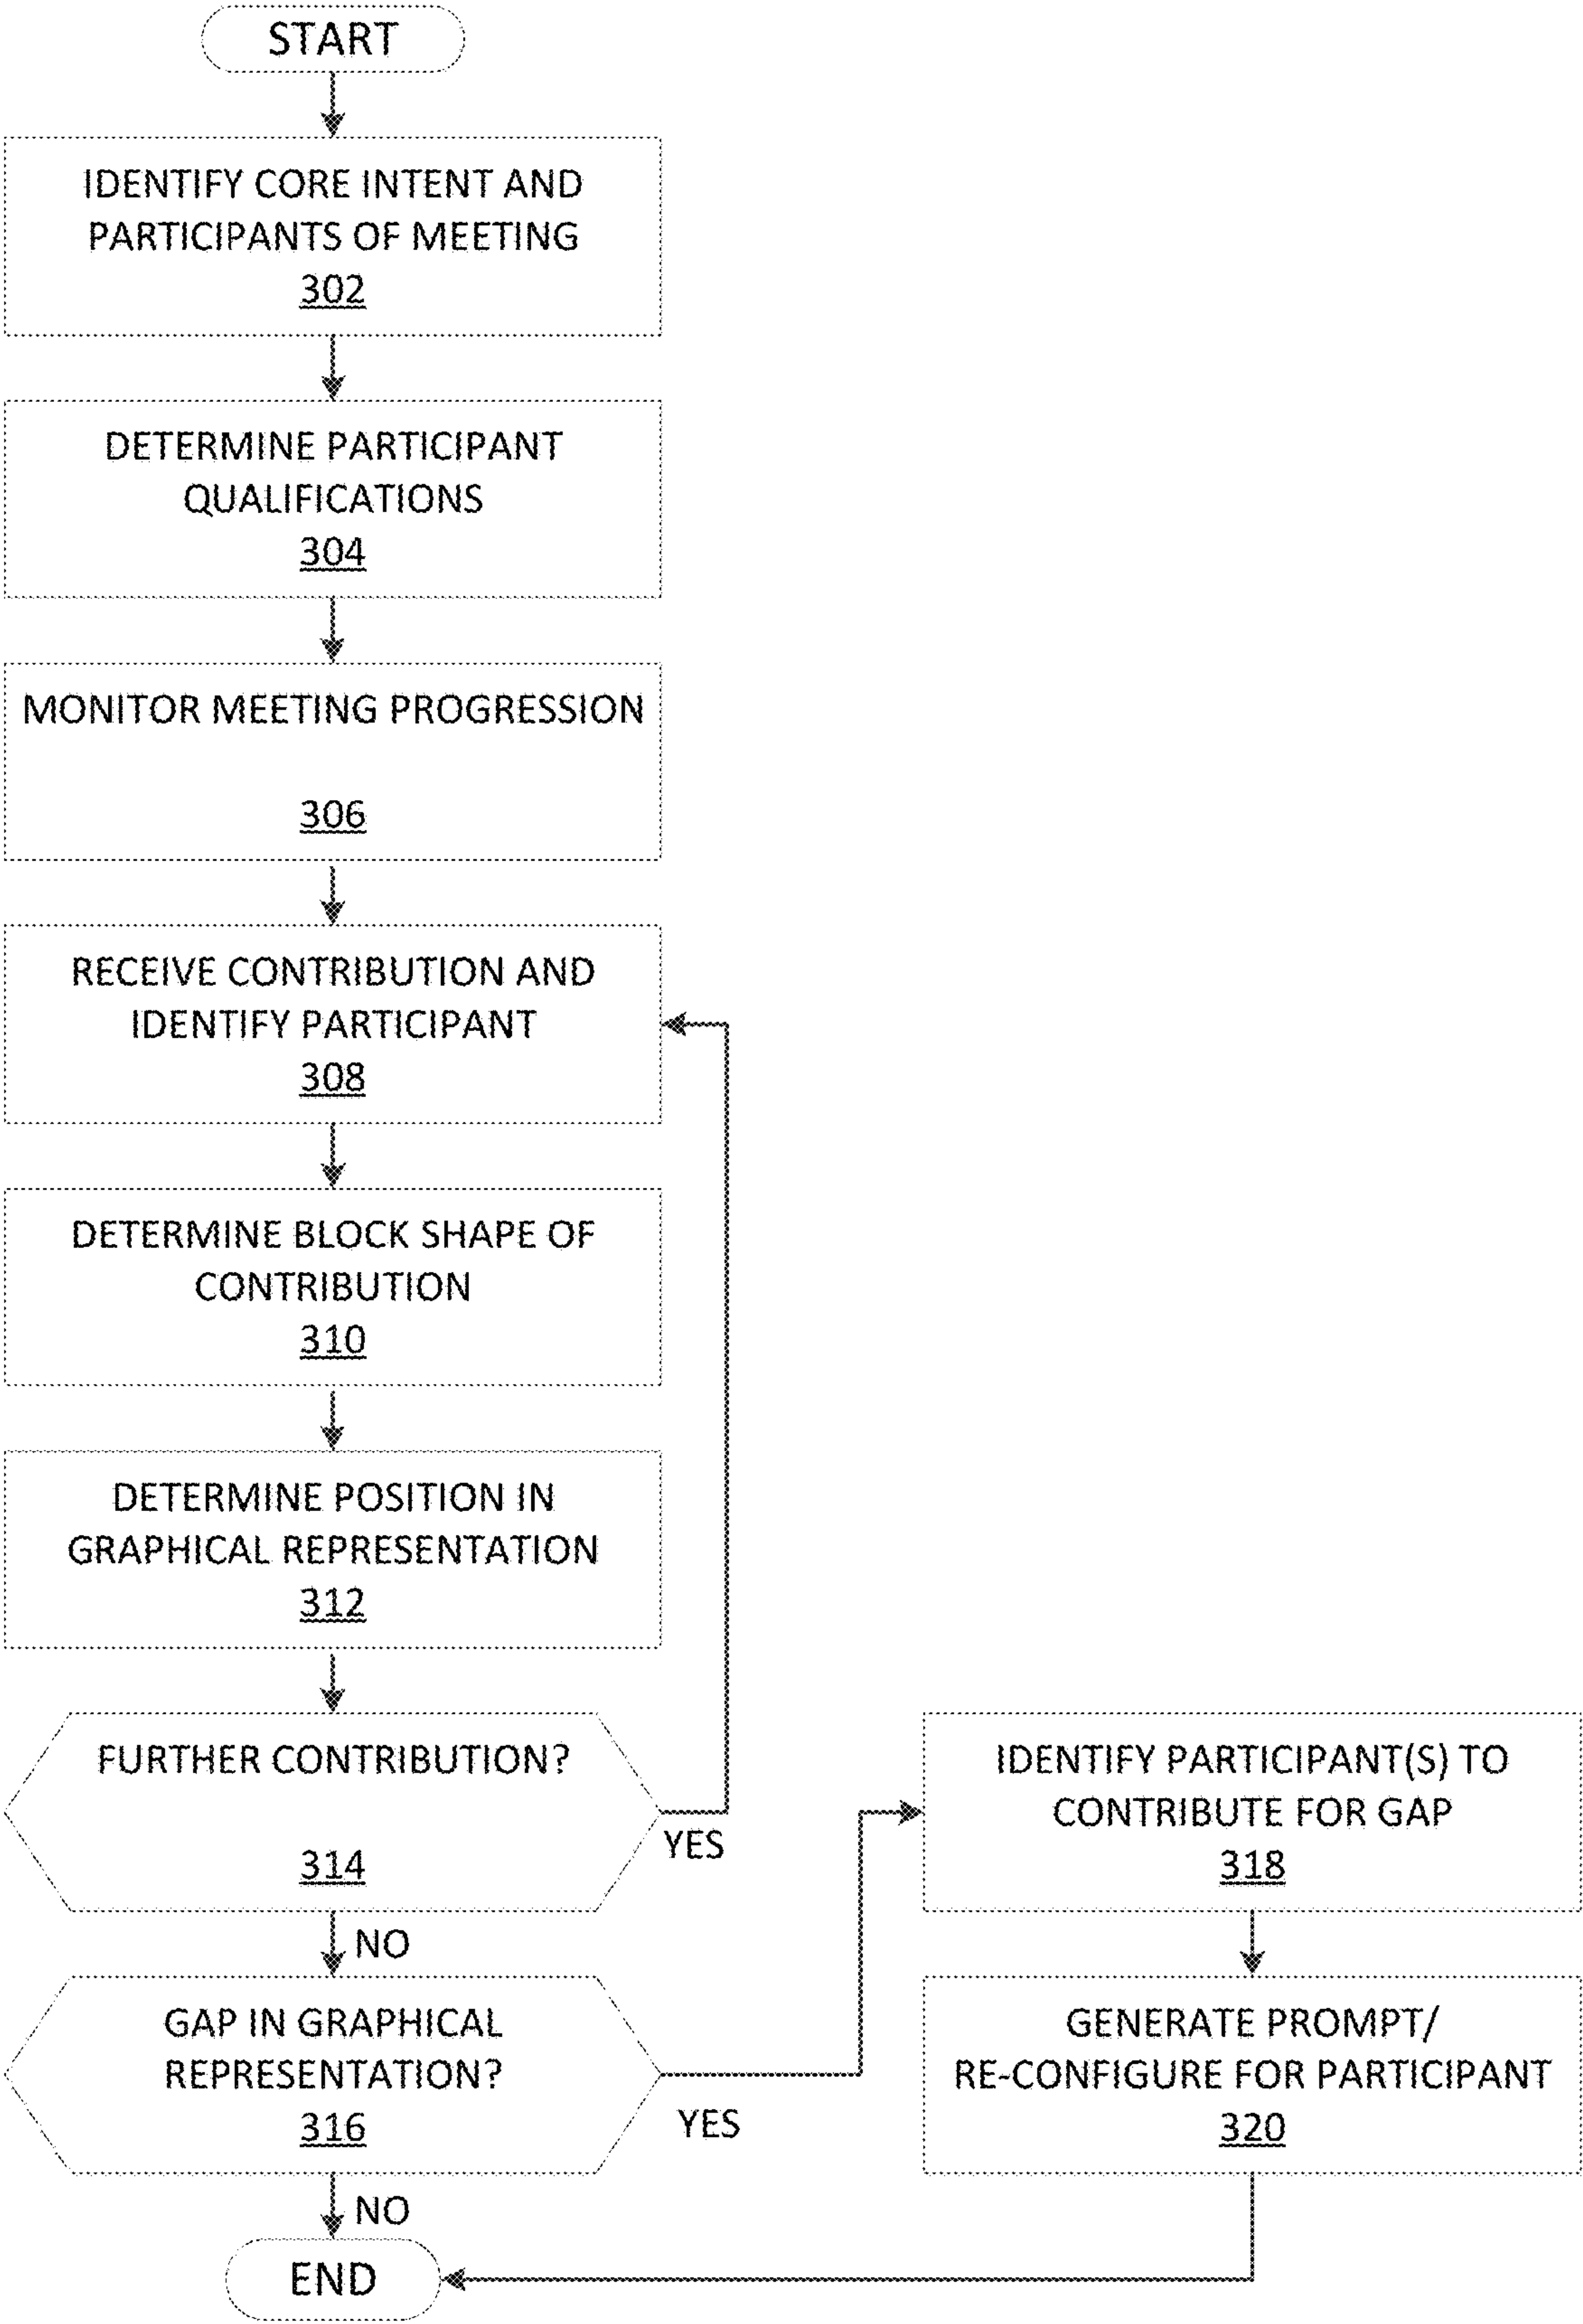 START
IDENTIFY CORE INTENT AND
PARTICIPANTS OF MEETING
302
DETERMINE PARTICIPANT
QUALIFICATIONS
304
MONITOR MEETING PROGRESSION
306
RECEIVE CONTRIBUTION AND
IDENTIFY PARTICIPANT
308
DETERMINE BLOCK SHAPE OF
CONTRIBUTION
310
DETERMINE POSITION IN
GRAPHICAL REPRESENTATION
312
FURTHER CONTRIBUTION?
314
YES
NO
GAP IN GRAPHICAL
REPRESENTATION?
316
YES
NO
IDENTIFY PARTICIPANT(S) TO
CONTRIBUTE FOR GAP
318
GENERATE PROMPT/
RE-CONFIGURE FOR PARTICIPANT
320
END